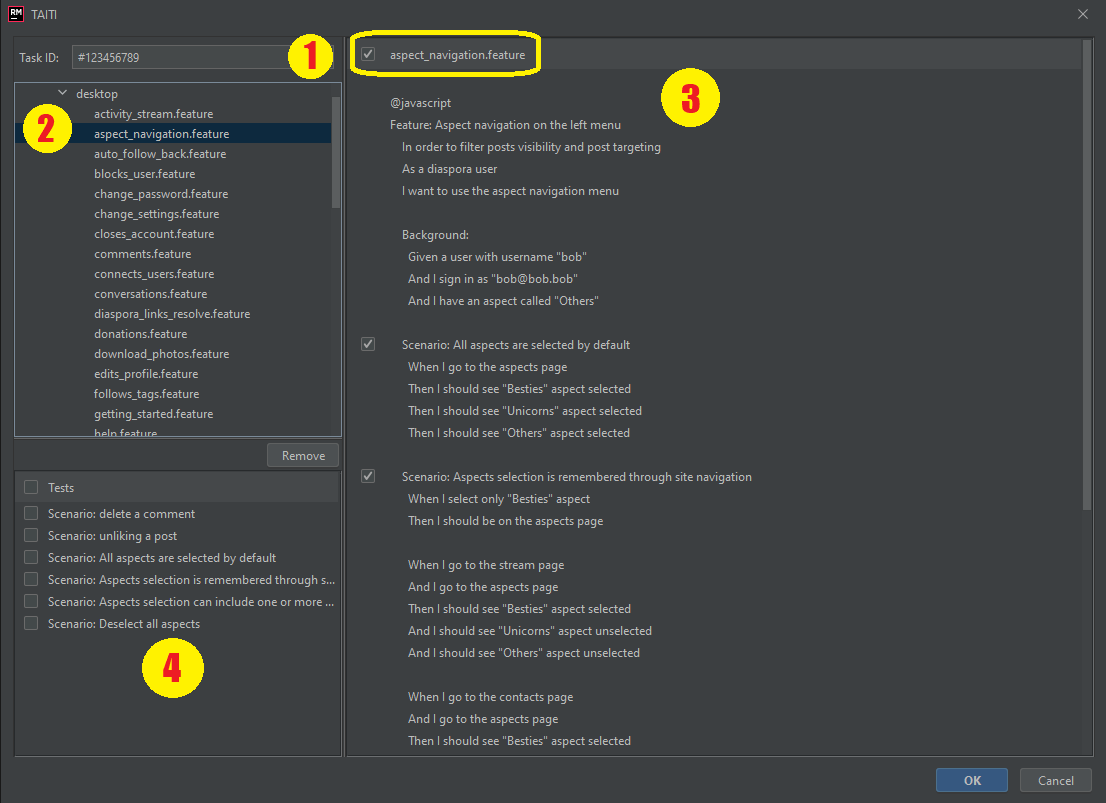 RM TAITI
Task ID: #123456789
1
desktop
activity_stream.feature
2
aspect_navigation.feature
auto_follow_back.feature
blocks_user.feature
change_password.feature
change_settings.feature
closes_account.feature
comments.feature
connects_users.feature
conversations.feature
diaspora_links_resolve.feature
donations.feature
download_photos.feature
edits_profile.feature
follows_tags.feature
getting_started.feature
help.feature
Remove
Tests
Scenario: delete a comment
Scenario: unliking a post
Scenario: All aspects are selected by default
Scenario: Aspects selection is remembered through s...
Scenario: Aspects selection can include one or more ...
Scenario: Deselect all aspects
4
aspect_navigation.feature
3
@javascript
Feature: Aspect navigation on the left menu
In order to filter posts visibility and post targeting
As a diaspora user
I want to use the aspect navigation menu
Background:
Given a user with username "bob"
And I sign in as "bob@bob.bob"
And I have an aspect called "Others"
Scenario: All aspects are selected by default
When I go to the aspects page
Then I should see "Besties" aspect selected
Then I should see "Unicorns" aspect selected
Then I should see "Others" aspect selected
Scenario: Aspects selection is remembered through site navigation
When I select only "Besties" aspect
Then I should be on the aspects page
When I go to the stream page
And I go to the aspects page
Then I should see "Besties" aspect selected
And I should see "Unicorns" aspect unselected
And I should see "Others" aspect unselected
When I go to the contacts page
And I go to the aspects page
Then I should see "Besties" aspect selected
OK
Cancel